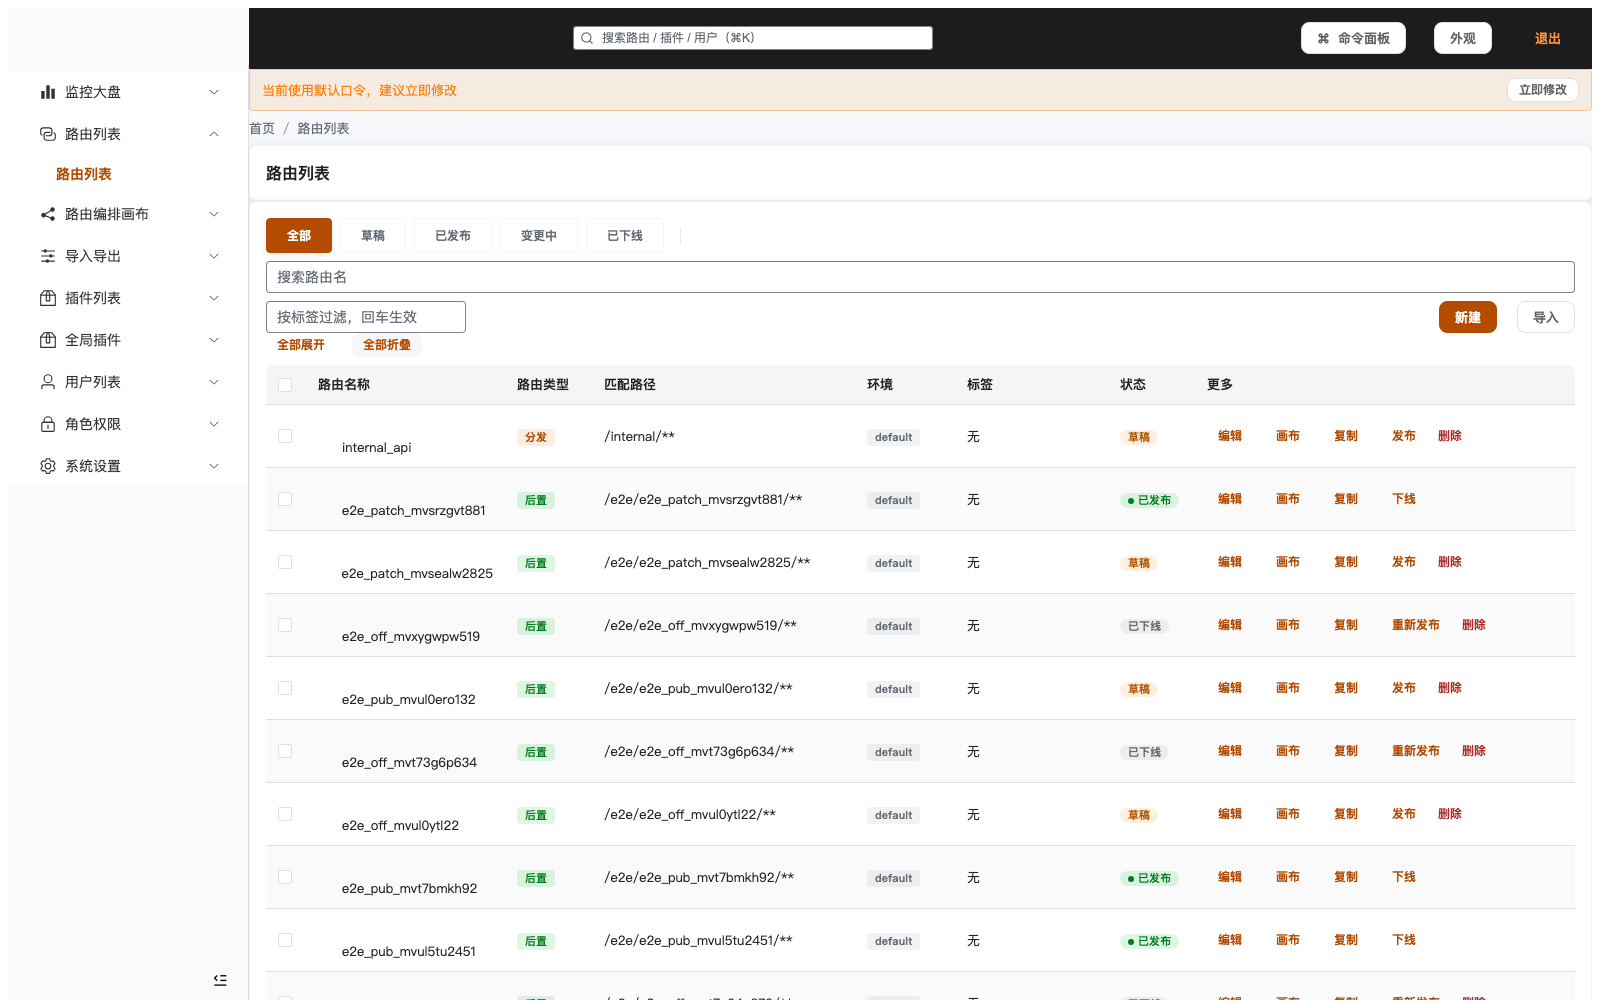 搜索路由 / 插件 / 用户（⌘K）
⌘ 命令面板
外观
退出
监控大盘
路由列表
路由列表
路由编排画布
导入导出
插件列表
全局插件
用户列表
角色权限
系统设置
当前使用默认口令，建议立即修改
立即修改
首页 / 路由列表
路由列表
全部 草稿 已发布 变更中 已下线
搜索路由名
按标签过滤，回车生效
新建 导入
全部展开 全部折叠
路由名称 路由类型 匹配路径 环境 标签 状态 更多
internal_api 分发 /internal/** default 无 草稿 编辑 画布 复制 发布 删除
e2e_patch_mvsrzgvt881 后置 /e2e/e2e_patch_mvsrzgvt881/** default 无 已发布 编辑 画布 复制 下线
e2e_patch_mvsealw2825 后置 /e2e/e2e_patch_mvsealw2825/** default 无 草稿 编辑 画布 复制 发布 删除
e2e_off_mvxygwpw519 后置 /e2e/e2e_off_mvxygwpw519/** default 无 已下线 编辑 画布 复制 重新发布 删除
e2e_pub_mvul0ero132 后置 /e2e/e2e_pub_mvul0ero132/** default 无 草稿 编辑 画布 复制 发布 删除
e2e_off_mvt73g6p634 后置 /e2e/e2e_off_mvt73g6p634/** default 无 已下线 编辑 画布 复制 重新发布 删除
e2e_off_mvul0ytl22 后置 /e2e/e2e_off_mvul0ytl22/** default 无 草稿 编辑 画布 复制 发布 删除
e2e_pub_mvt7bmkh92 后置 /e2e/e2e_pub_mvt7bmkh92/** default 无 已发布 编辑 画布 复制 下线
e2e_pub_mvul5tu2451 后置 /e2e/e2e_pub_mvul5tu2451/** default 无 已发布 编辑 画布 复制 下线